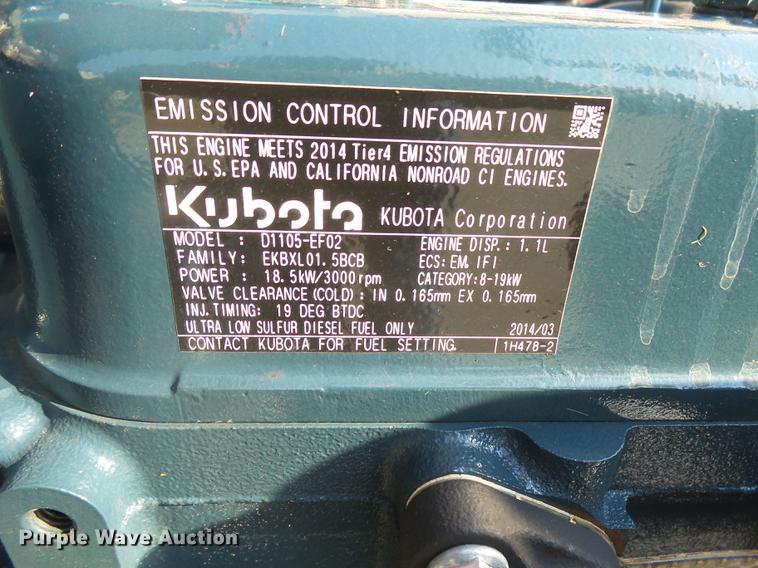 EMISSION CONTROL INFORMATION
THIS ENGINE MEETS 2014 Tier4 EMISSION REGULATIONS
FOR U.S.EPA AND CALIFORNIA NONROAD CI ENGINES.
Kubota KUBOTA Corporation
MODEL : D1105-EF02 ENGINE DISP.: 1.1L
FAMILY: EKBXL01.5BCB ECS: EM, IFI
POWER : 18.5kW/3000rpm CATEGORY:8-19kW
VALVE CLEARANCE(COLD): IN 0.165mm EX 0.165mm
INJ.TIMING: 19 DEG BTDC
ULTRA LOW SULFUR DIESEL FUEL ONLY 2014/03
CONTACT KUBOTA FOR FUEL SETTING. 1H478-2
Purple Wave Auction